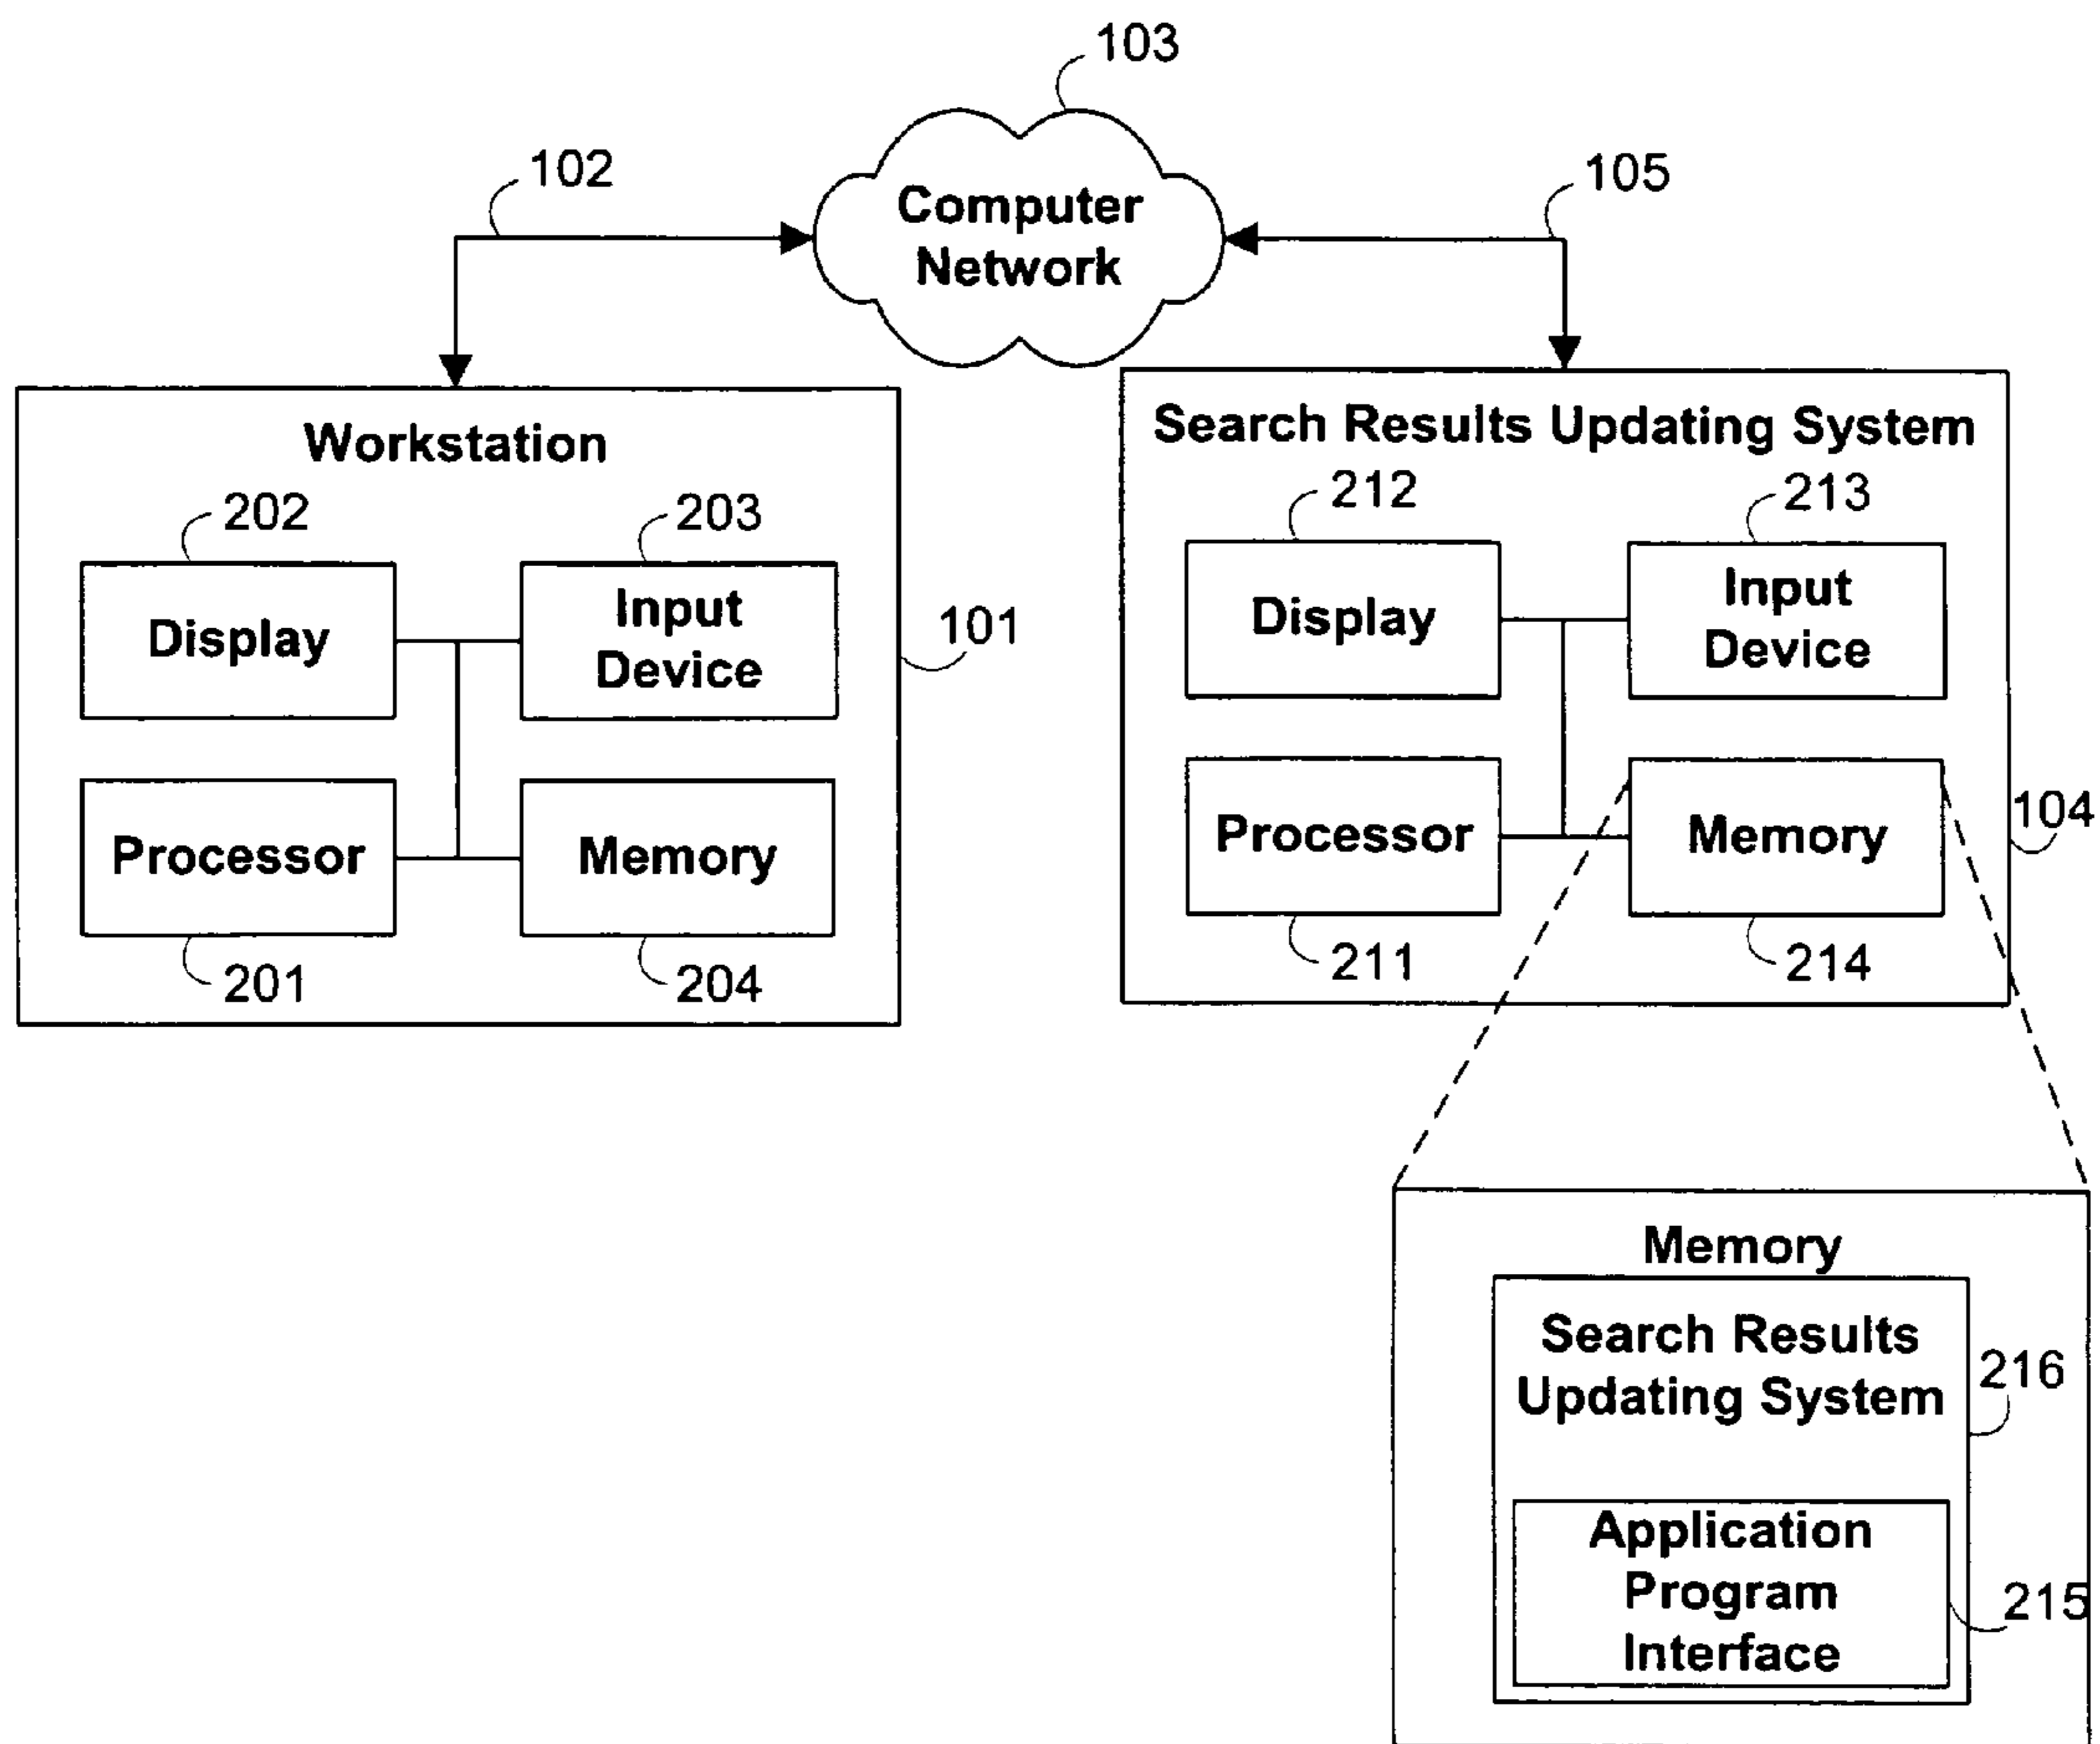 103
102
105
Computer
Network
Workstation
Search Results Updating System
202
203
212
213
Display
Input
Device
101
Display
Input
Device
Processor
Memory
104
Processor
Memory
201
204
211
214
Memory
Search Results
Updating System
216
Application
Program
Interface
215